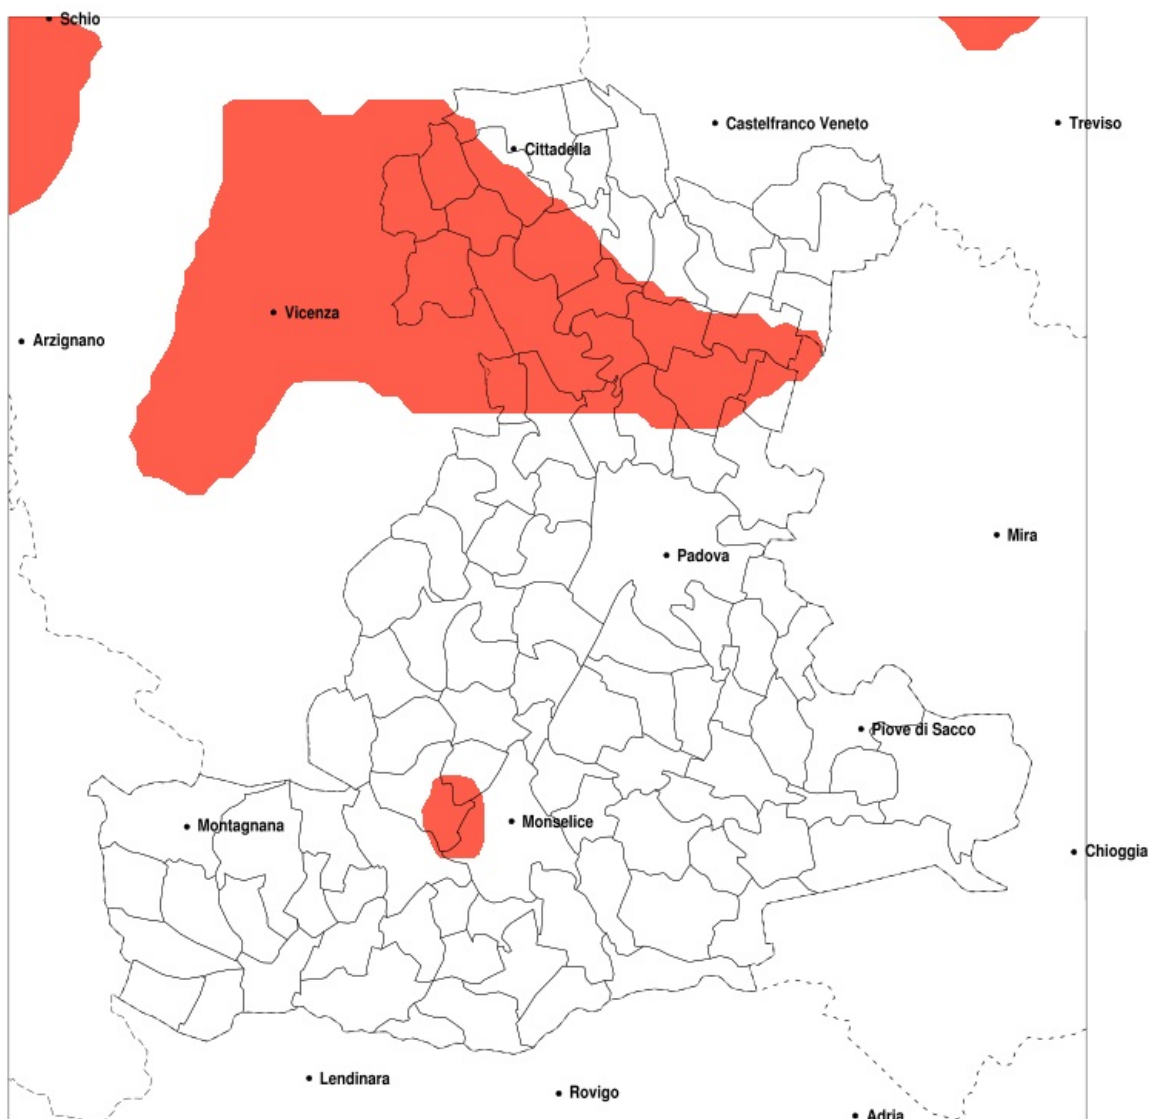 Schio
Castelfranco Veneto
Treviso
Cittadella
Vicenza
Arzignano
Mira
Padova
Piove di Sacco
Montagnana
Monselice
Chioggia
Lendinara
Rovigo
Adria